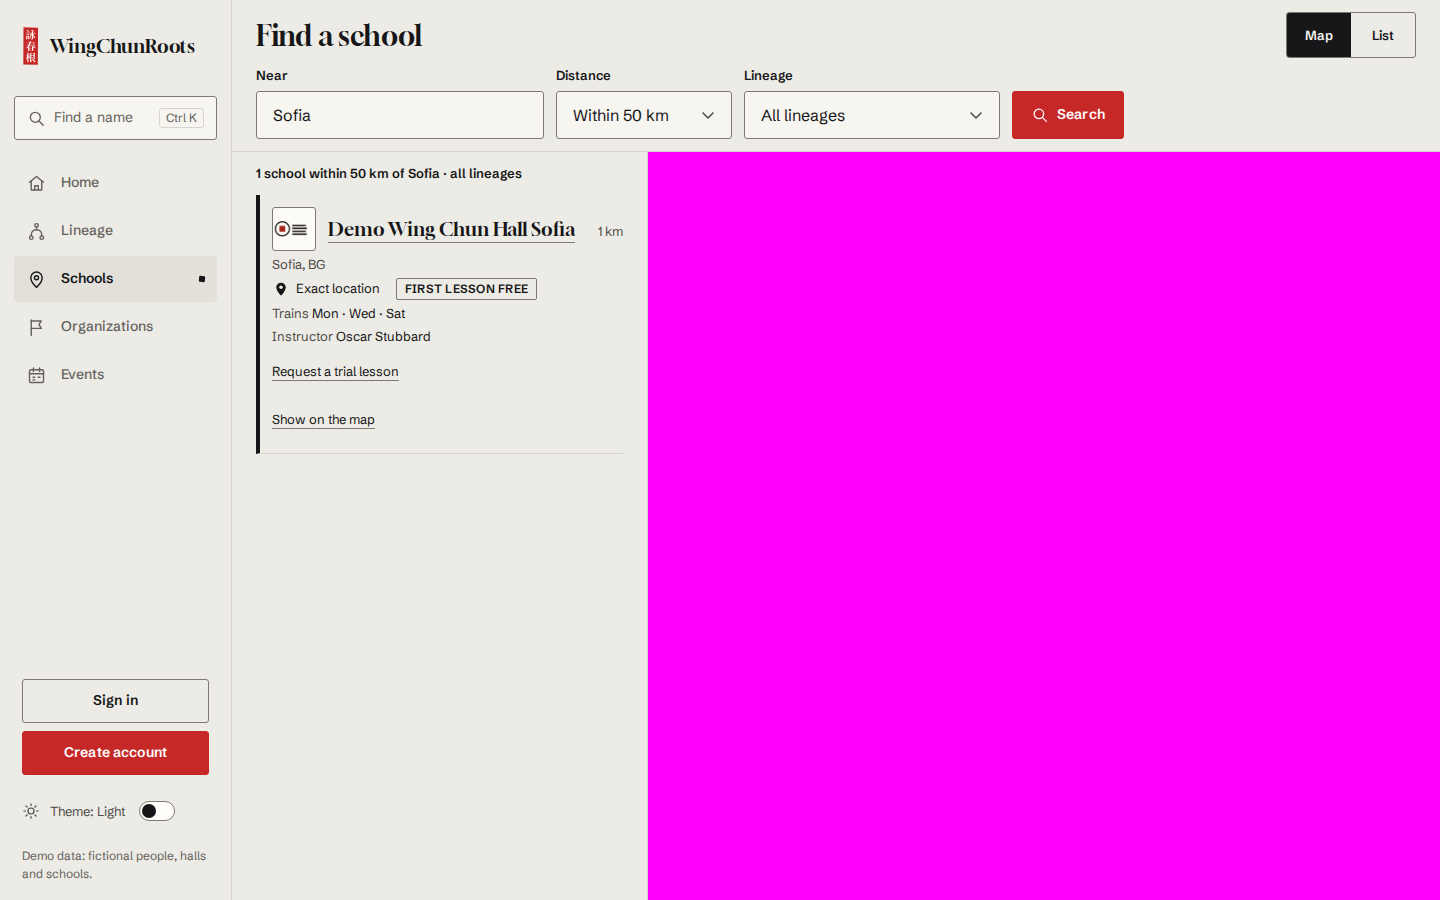 詠春根
WingChunRoots
Find a name
Ctrl K
Home
Lineage
Schools
Organizations
Events
Sign in
Create account
Theme: Light
Demo data: fictional people, halls
and schools.
Find a school
Map
List
Near
Distance
Lineage
Sofia
Within 50 km
All lineages
Search
1 school within 50 km of Sofia · all lineages
Demo Wing Chun Hall Sofia
1 km
Sofia, BG
Exact location
FIRST LESSON FREE
Trains Mon · Wed · Sat
Instructor Oscar Stubbard
Request a trial lesson
Show on the map